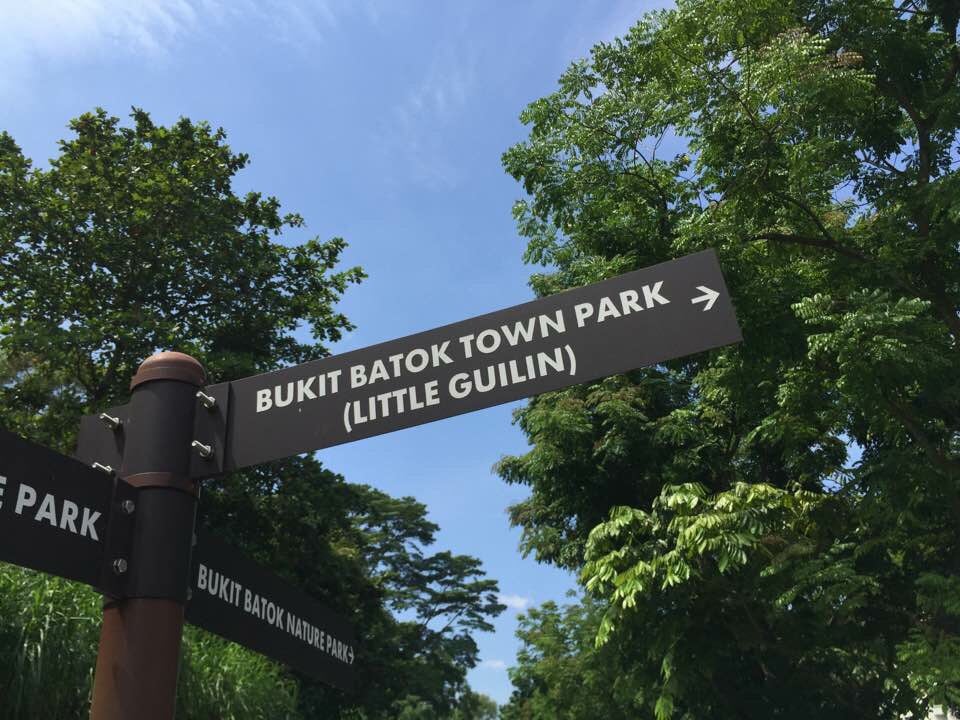 BUKIT BATOK TOWN PARK →
(LITTLE GUILIN)
PARK
BUKIT BATOK NATURE PARK →